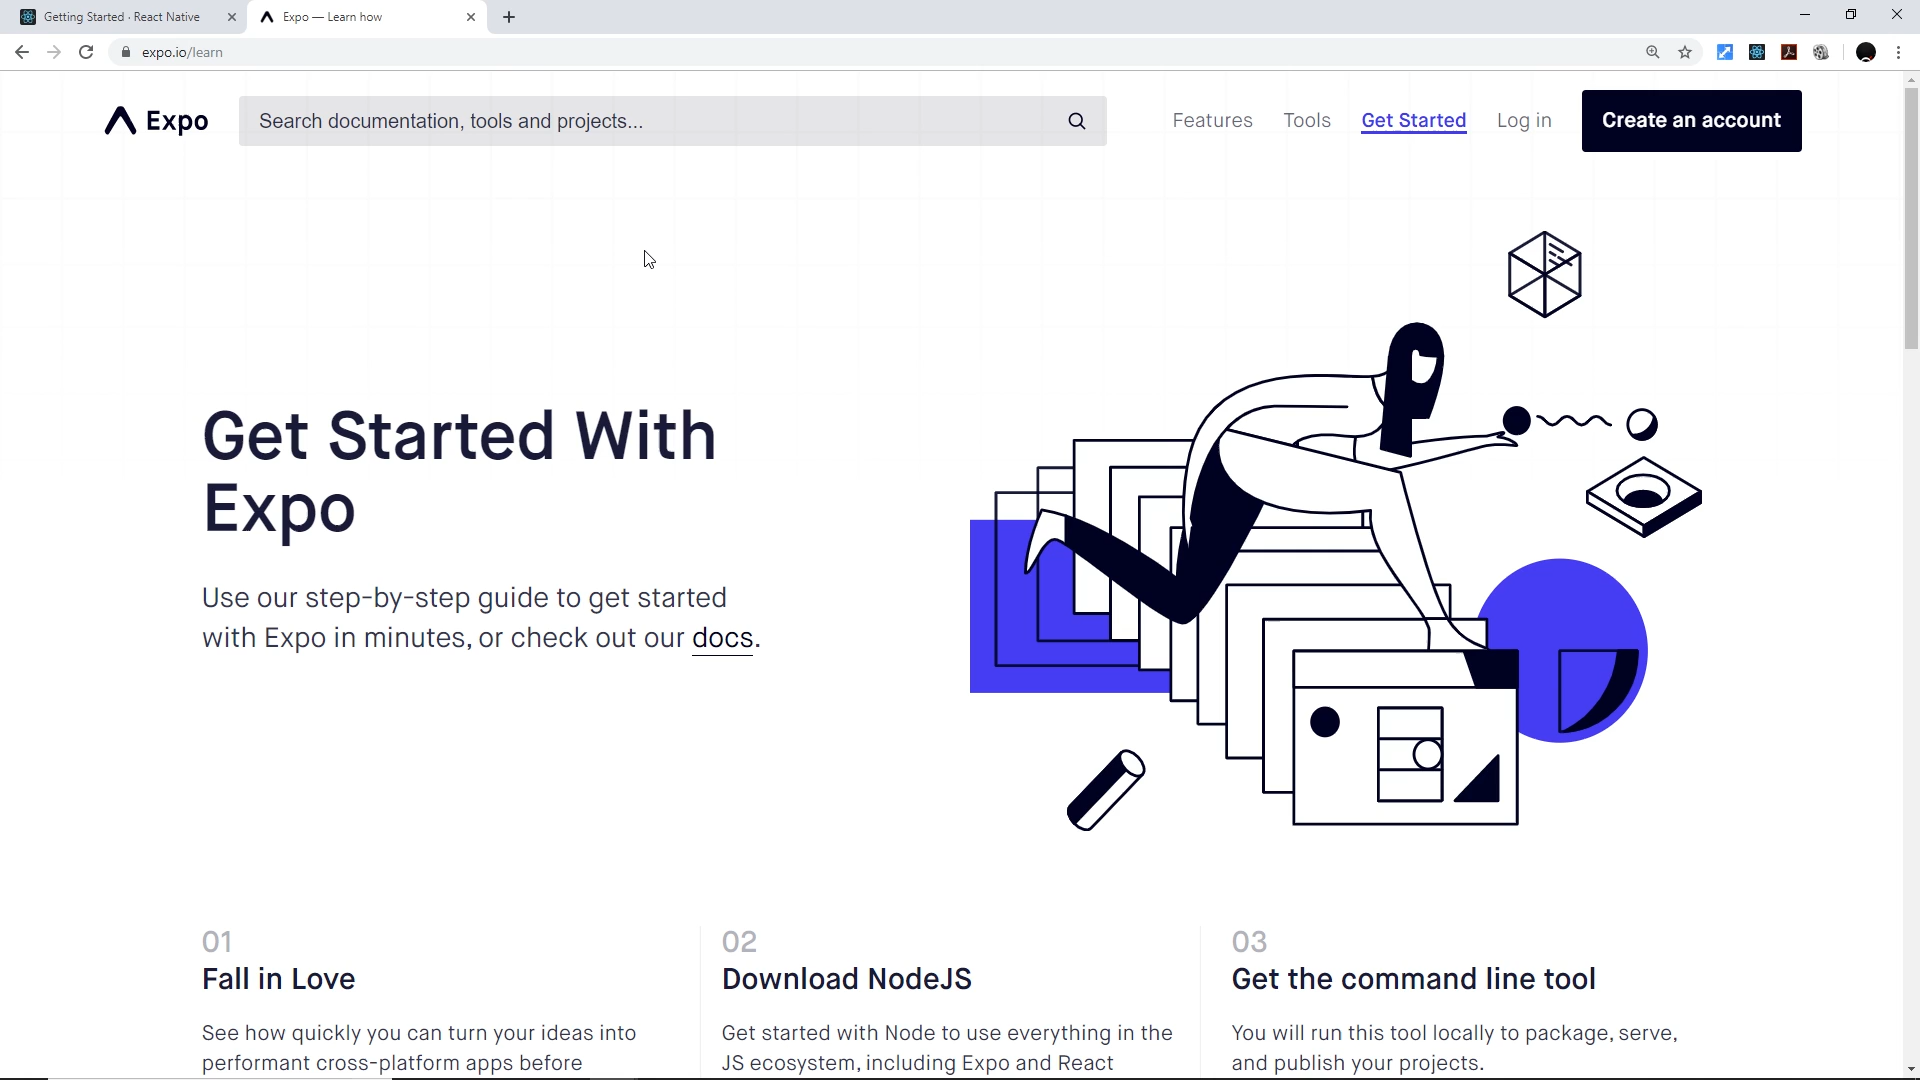 Getting Started · React Native
Expo — Learn how
expo.io/learn
Expo
Search documentation, tools and projects...
Features
Tools
Get Started
Log in
Create an account
Get Started With
Expo
Use our step-by-step guide to get started
with Expo in minutes, or check out our docs.
01
Fall in Love
See how quickly you can turn your ideas into
performant cross-platform apps before
02
Download NodeJS
Get started with Node to use everything in the
JS ecosystem, including Expo and React
03
Get the command line tool
You will run this tool locally to package, serve,
and publish your projects.